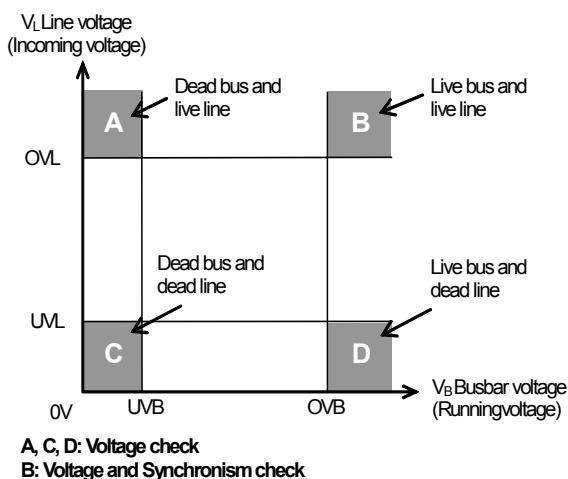 VL Line voltage
(Incoming voltage)
Dead bus and
live line
Live bus and
live line
A
B
OVL
Dead bus and
dead line
Live bus and
dead line
UVL
C
D
0V
UVB
OVB
VB Busbar voltage
(Runningvoltage)
A, C, D: Voltage check
B: Voltage and Synchronism check